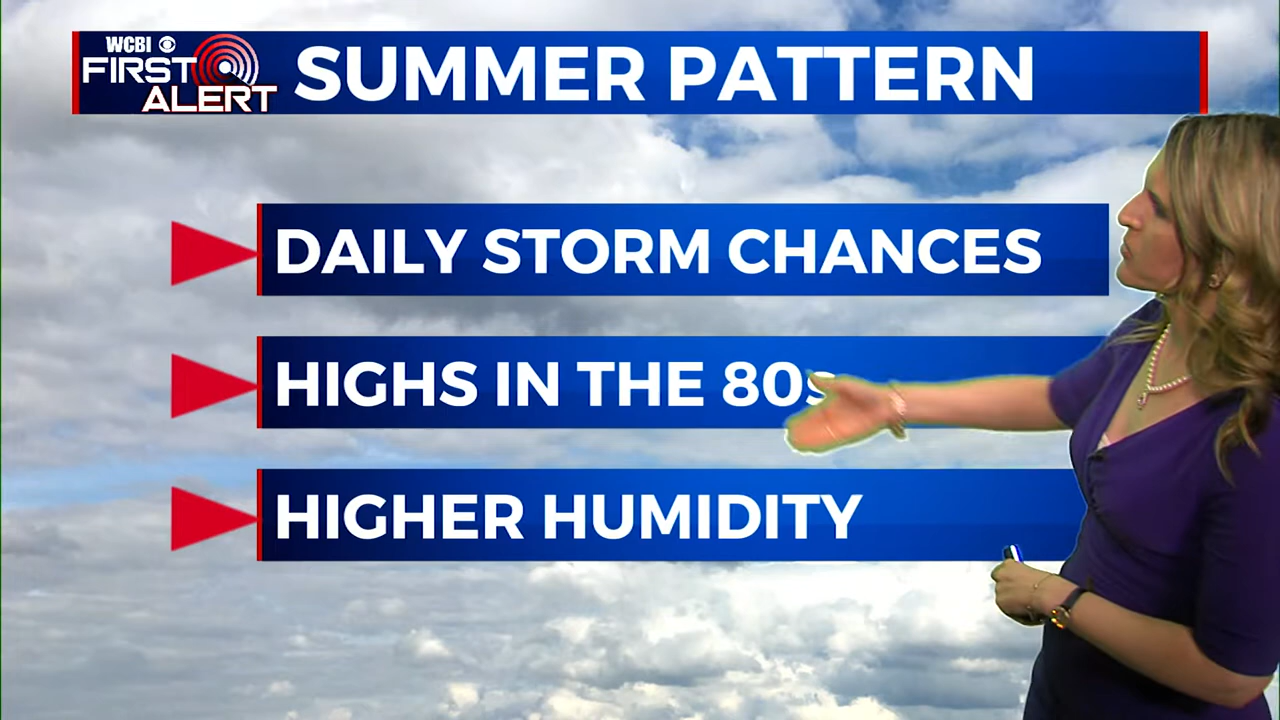 WCBI
FIRST
ALERT
SUMMER PATTERN
DAILY STORM CHANCES
HIGHS IN THE 80s
HIGHER HUMIDITY